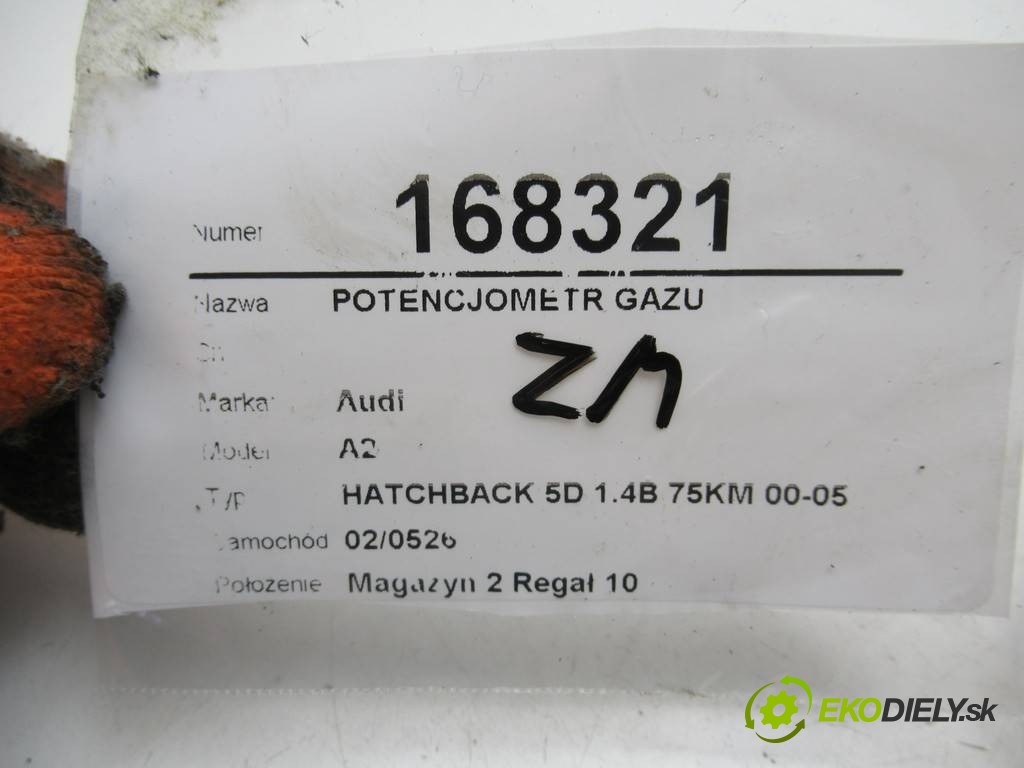 Numer 168321
Nazwa POTENCJOMETR GAZU
ZM
Marka Audi
Model A2
Typ HATCHBACK 5D 1.4B 75KM 00-05
Samochód 02/0526
Położenie Magazyn 2 Regał 10
EKODIELY.sk